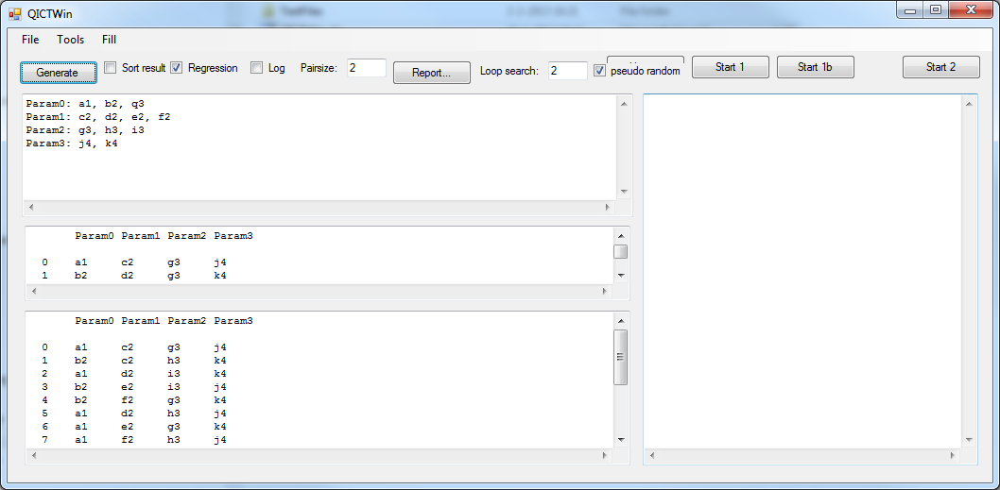 QICTWin
File Tools Fill
Generate Sort result Regression Log Pairsize: 2 Report... Loop search: 2 pseudo random Start 1 Start 1b Start 2
Param0: a1, b2, q3
Param1: c2, d2, e2, f2
Param2: g3, h3, i3
Param3: j4, k4
Param0 Param1 Param2 Param3
0 a1 c2 g3 j4
1 b2 d2 g3 k4
Param0 Param1 Param2 Param3
0 a1 c2 g3 j4
1 b2 c2 h3 k4
2 a1 d2 i3 k4
3 b2 e2 i3 j4
4 b2 f2 g3 k4
5 a1 d2 h3 j4
6 a1 e2 g3 k4
7 a1 f2 h3 j4